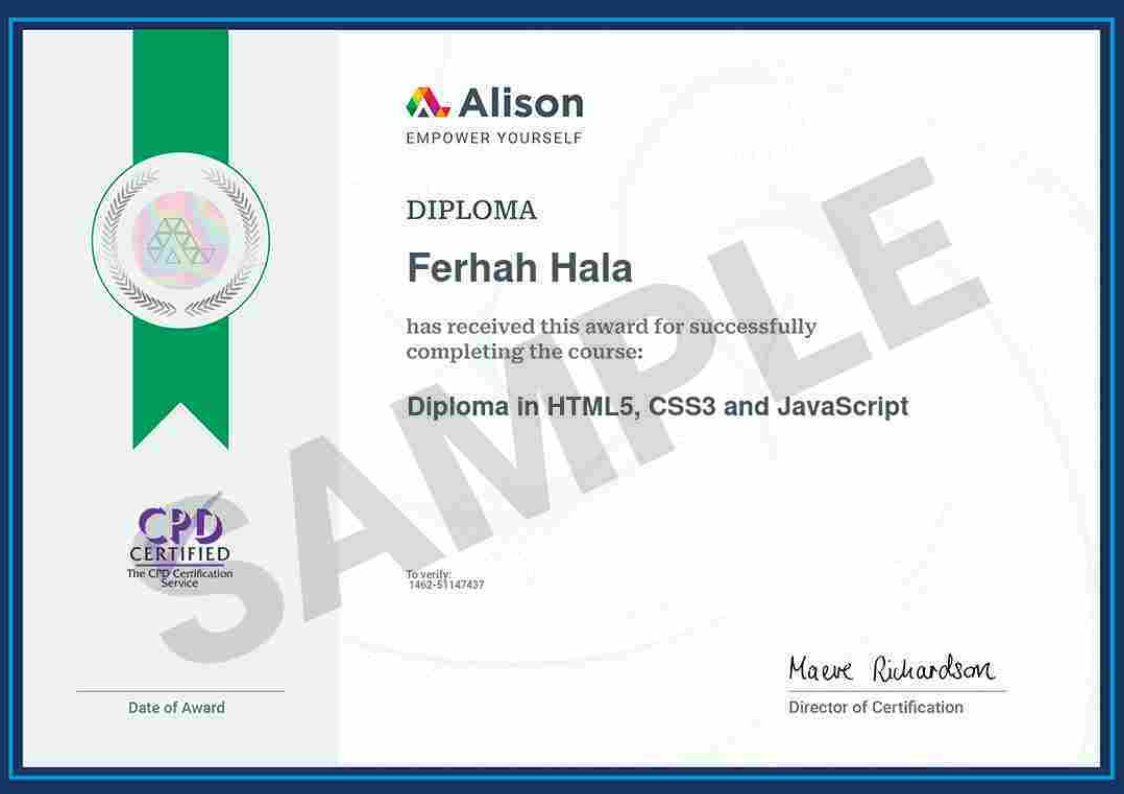 Alison
EMPOWER YOURSELF
DIPLOMA
Ferhah Hala
has received this award for successfully
completing the course:
Diploma in HTML5, CSS3 and JavaScript
SAMPLE
CPD
CERTIFIED
The CPD Certification
Service
To verify:
1462-51147437
Maeve Richardson
Date of Award
Director of Certification